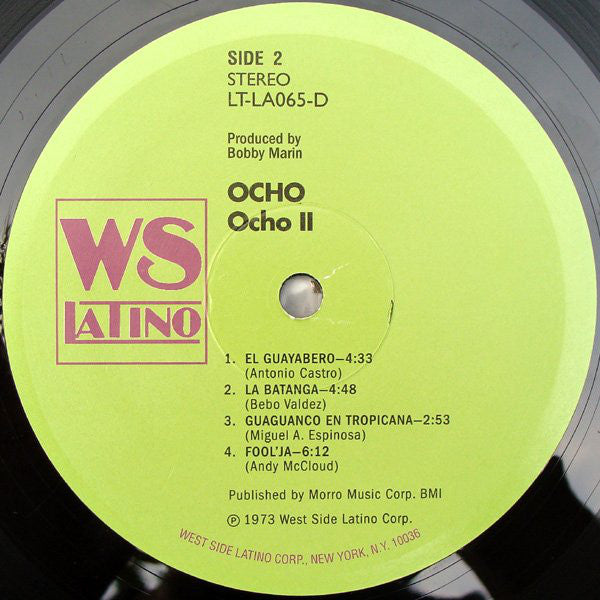 SIDE 2
STEREO
LT-LA065-D
Produced by
Bobby Marin
OCHO
Ocho II
WS
LATINO
1. EL GUAYABERO—4:33
(Antonio Castro)
2. LA BATANGA—4:48
(Bebo Valdez)
3. GUAGUANCO EN TROPICANA—2:53
(Miguel A. Espinosa)
4. FOOL'JA—6:12
(Andy McCloud)
Published by Morro Music Corp. BMI
Ⓟ 1973 West Side Latino Corp.
WEST SIDE LATINO CORP., NEW YORK, N.Y. 10036